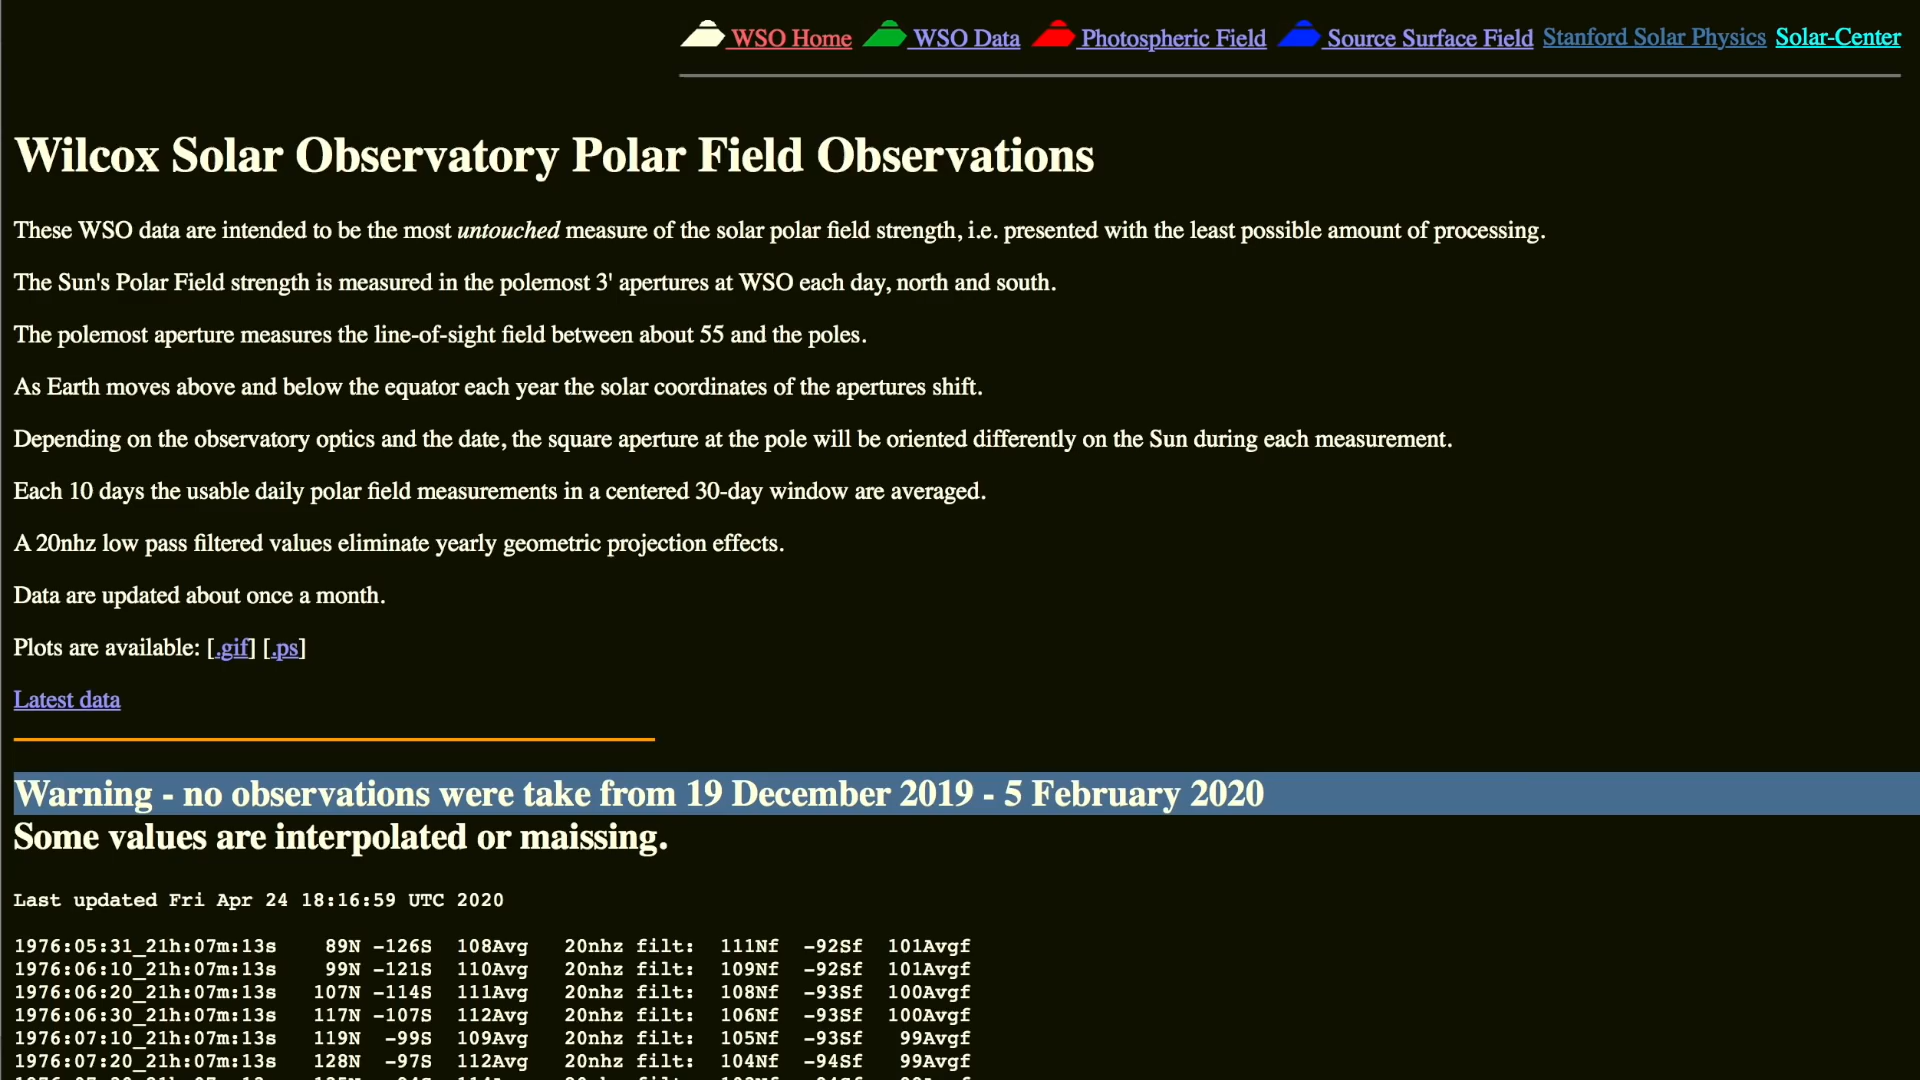 WSO Home WSO Data Photospheric Field Source Surface Field Stanford Solar Physics Solar-Center
Wilcox Solar Observatory Polar Field Observations
These WSO data are intended to be the most untouched measure of the solar polar field strength, i.e. presented with the least possible amount of processing.
The Sun's Polar Field strength is measured in the polemost 3' apertures at WSO each day, north and south.
The polemost aperture measures the line-of-sight field between about 55 and the poles.
As Earth moves above and below the equator each year the solar coordinates of the apertures shift.
Depending on the observatory optics and the date, the square aperture at the pole will be oriented differently on the Sun during each measurement.
Each 10 days the usable daily polar field measurements in a centered 30-day window are averaged.
A 20nhz low pass filtered values eliminate yearly geometric projection effects.
Data are updated about once a month.
Plots are available: [.gif] [.ps]
Latest data
Warning - no observations were take from 19 December 2019 - 5 February 2020
Some values are interpolated or maissing.
Last updated Fri Apr 24 18:16:59 UTC 2020
1976:05:31_21h:07m:13s 89N -126S 108Avg 20nhz filt: 111Nf -92Sf 101Avgf
1976:06:10_21h:07m:13s 99N -121S 110Avg 20nhz filt: 109Nf -92Sf 101Avgf
1976:06:20_21h:07m:13s 107N -114S 111Avg 20nhz filt: 108Nf -93Sf 100Avgf
1976:06:30_21h:07m:13s 117N -107S 112Avg 20nhz filt: 106Nf -93Sf 100Avgf
1976:07:10_21h:07m:13s 119N -99S 109Avg 20nhz filt: 105Nf -93Sf 99Avgf
1976:07:20_21h:07m:13s 128N -97S 112Avg 20nhz filt: 104Nf -94Sf 99Avgf